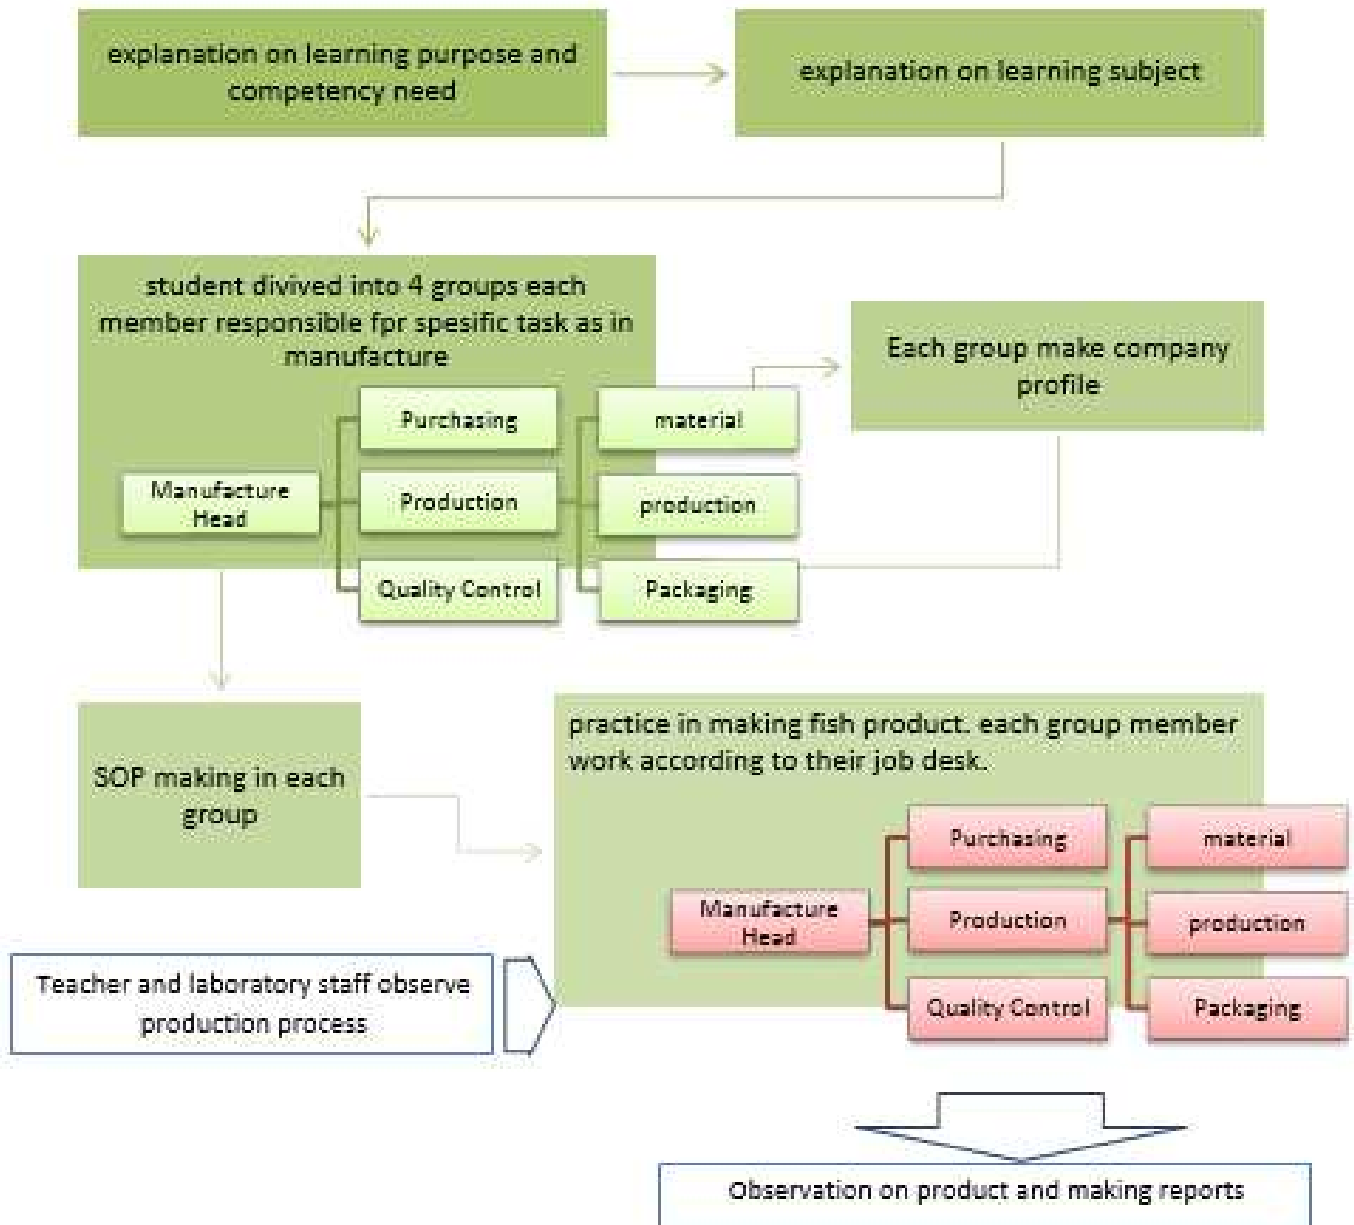 explanation on learning purpose and
competency need
explanation on learning subject
student divived into 4 groups each
member responsible fpr spesific task as in
manufacture
Each group make company
profile
Purchasing
material
Manufacture
Head
Production
production
Quality Control
Packaging
SOP making in each
group
practice in making fish product. each group member
work according to their job desk.
Purchasing
material
Manufacture
Head
Production
production
Quality Control
Packaging
Teacher and laboratory staff observe
production process
Observation on product and making reports